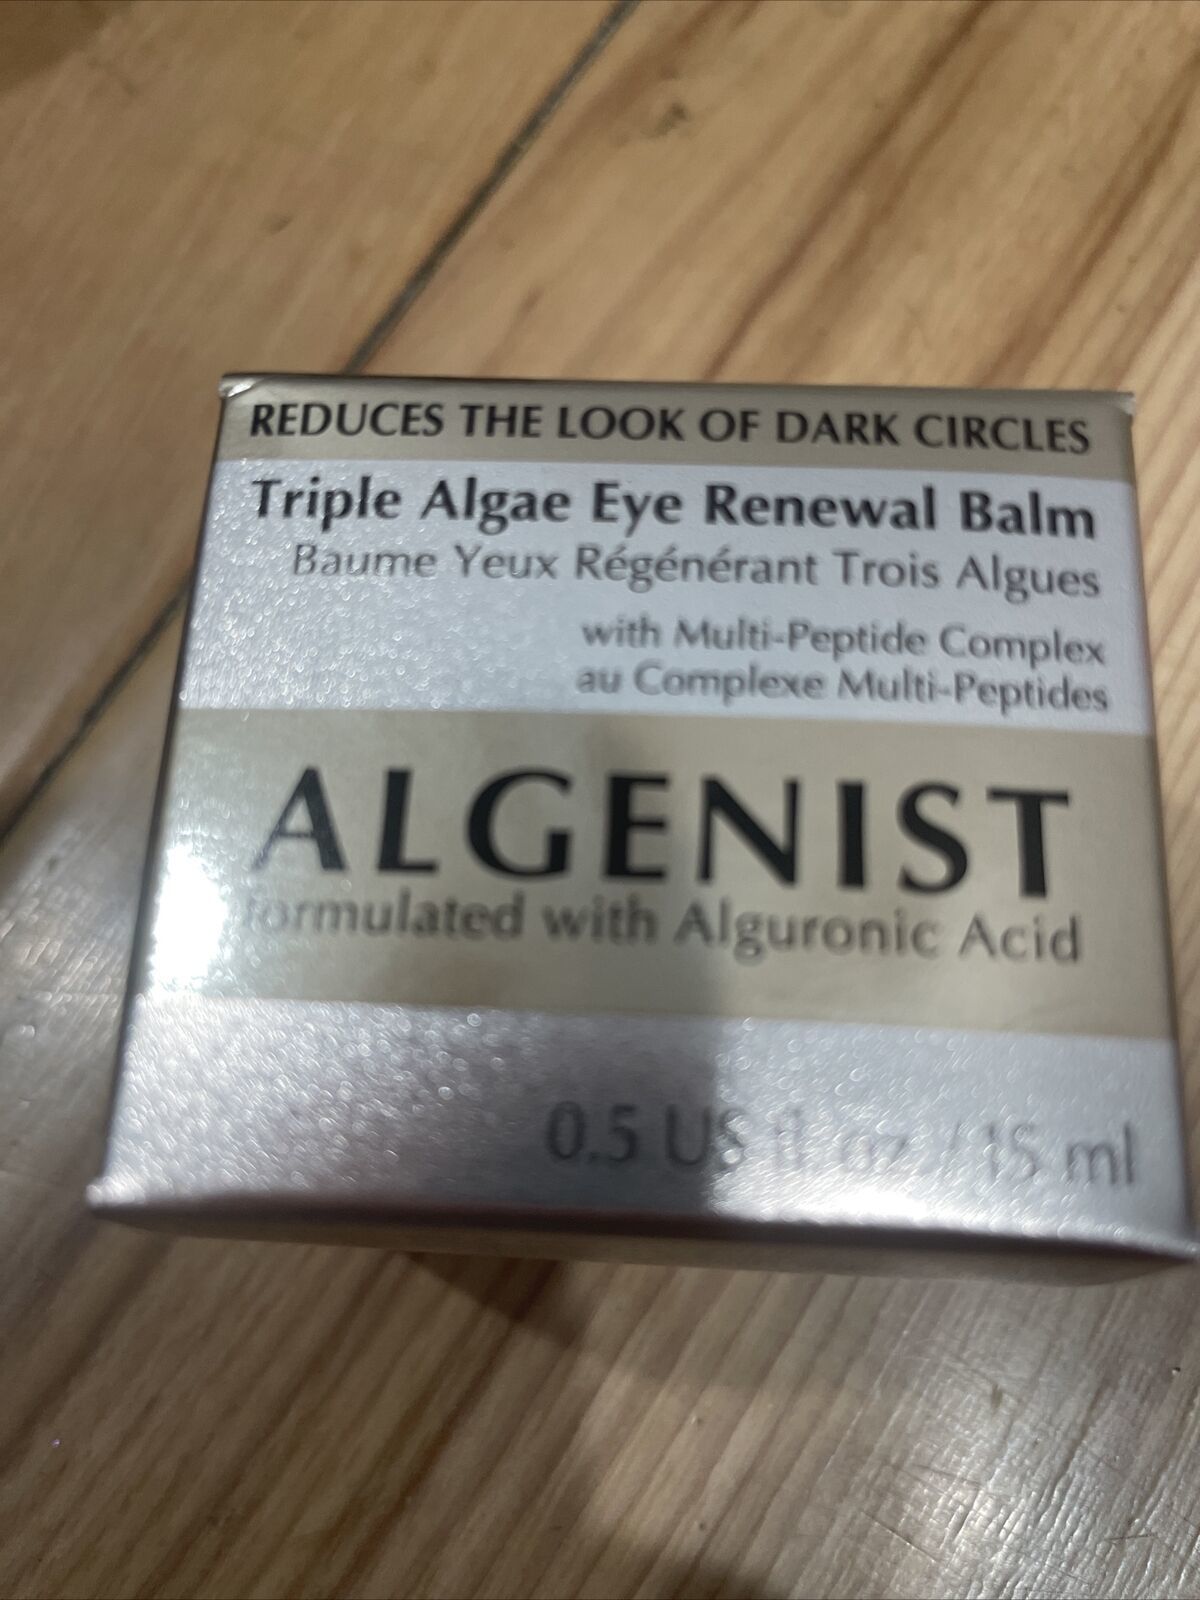 REDUCES THE LOOK OF DARK CIRCLES
Triple Algae Eye Renewal Balm
Baume Yeux Régénérant Trois Algues
with Multi-Peptide Complex
au Complexe Multi-Peptides
ALGENIST
formulated with Alguronic Acid
0.5 US fl oz / 15 ml